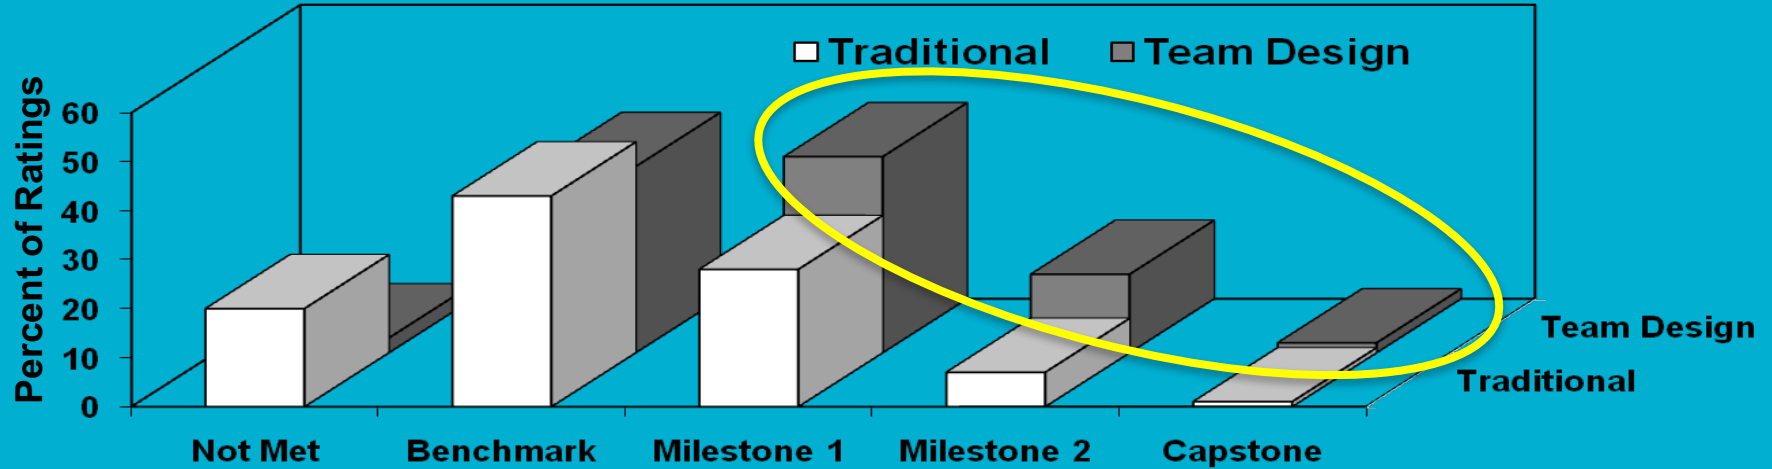 Traditional Team Design
Percent of Ratings
60
50
40
30
20
10
0
Team Design
Traditional
Not Met Benchmark Milestone 1 Milestone 2 Capstone